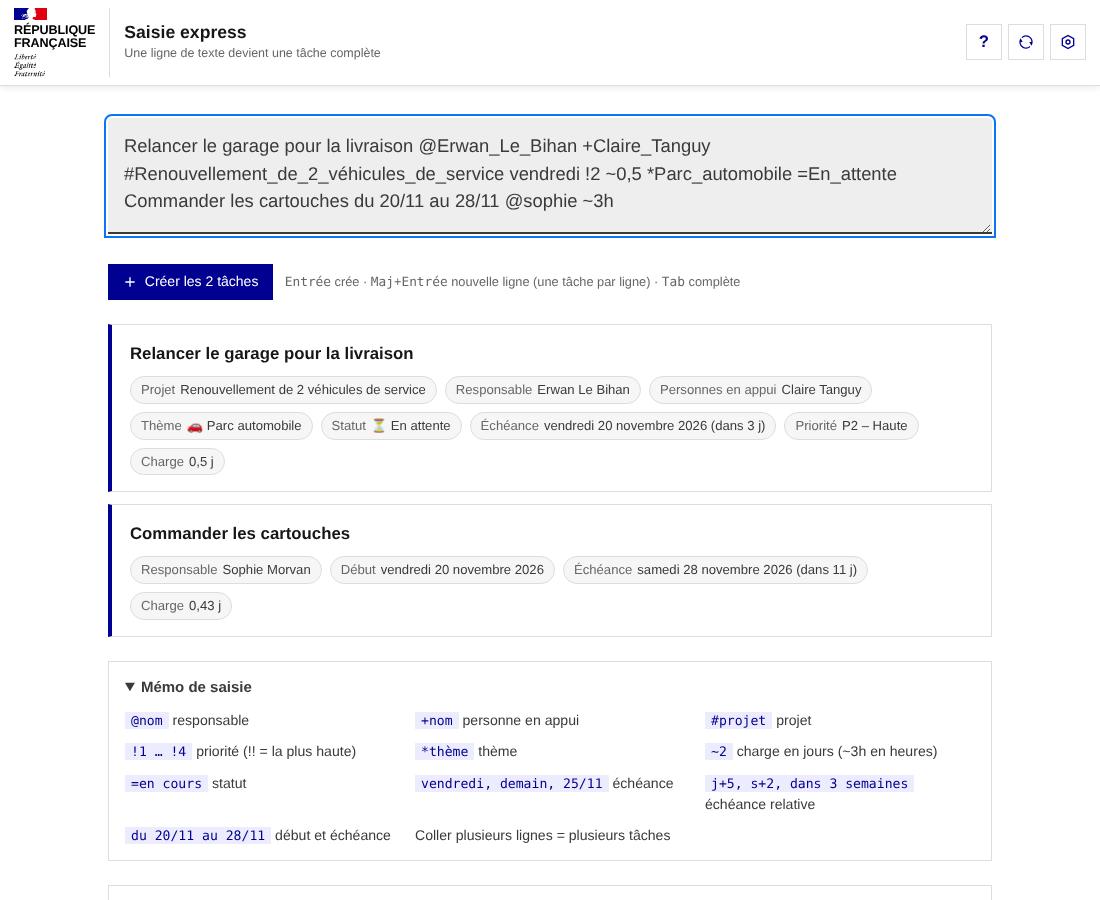 RÉPUBLIQUE
FRANÇAISE
Liberté
Égalité
Fraternité
Saisie express
Une ligne de texte devient une tâche complète
?
Relancer le garage pour la livraison @Erwan_Le_Bihan +Claire_Tanguy
#Renouvellement_de_2_véhicules_de_service vendredi !2 ~0,5 *Parc_automobile =En_attente
Commander les cartouches du 20/11 au 28/11 @sophie ~3h
+ Créer les 2 tâches
Entrée crée · Maj+Entrée nouvelle ligne (une tâche par ligne) · Tab complète
Relancer le garage pour la livraison
Projet Renouvellement de 2 véhicules de service Responsable Erwan Le Bihan Personnes en appui Claire Tanguy
Thème 🚗 Parc automobile Statut ⏳ En attente Échéance vendredi 20 novembre 2026 (dans 3 j) Priorité P2 – Haute
Charge 0,5 j
Commander les cartouches
Responsable Sophie Morvan Début vendredi 20 novembre 2026 Échéance samedi 28 novembre 2026 (dans 11 j)
Charge 0,43 j
▼ Mémo de saisie
@nom responsable +nom personne en appui #projet projet
!1 … !4 priorité (!! = la plus haute) *thème thème ~2 charge en jours (~3h en heures)
=en cours statut vendredi, demain, 25/11 échéance j+5, s+2, dans 3 semaines
échéance relative
du 20/11 au 28/11 début et échéance Coller plusieurs lignes = plusieurs tâches